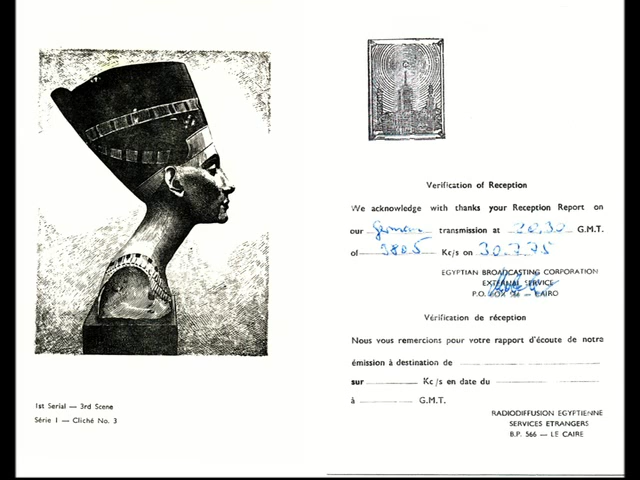 1st Serial — 3rd Scene
Série 1 — Cliché No. 3
Verification of Reception
We acknowledge with thanks your Reception Report on
our German transmission at 20,30 G.M.T.
of Kc/s on 30.7.75
EGYPTIAN BROADCASTING CORPORATION
EXTERNAL SERVICE
P.O. BOX 566 — CAIRO
Vérification de réception
Nous vous remercions pour votre rapport d'écoute de notre
émission à destination de
sur Kc/s en date du
à G.M.T.
RADIODIFFUSION EGYPTIENNE
SERVICES ETRANGERS
B.P. 566 — LE CAIRE